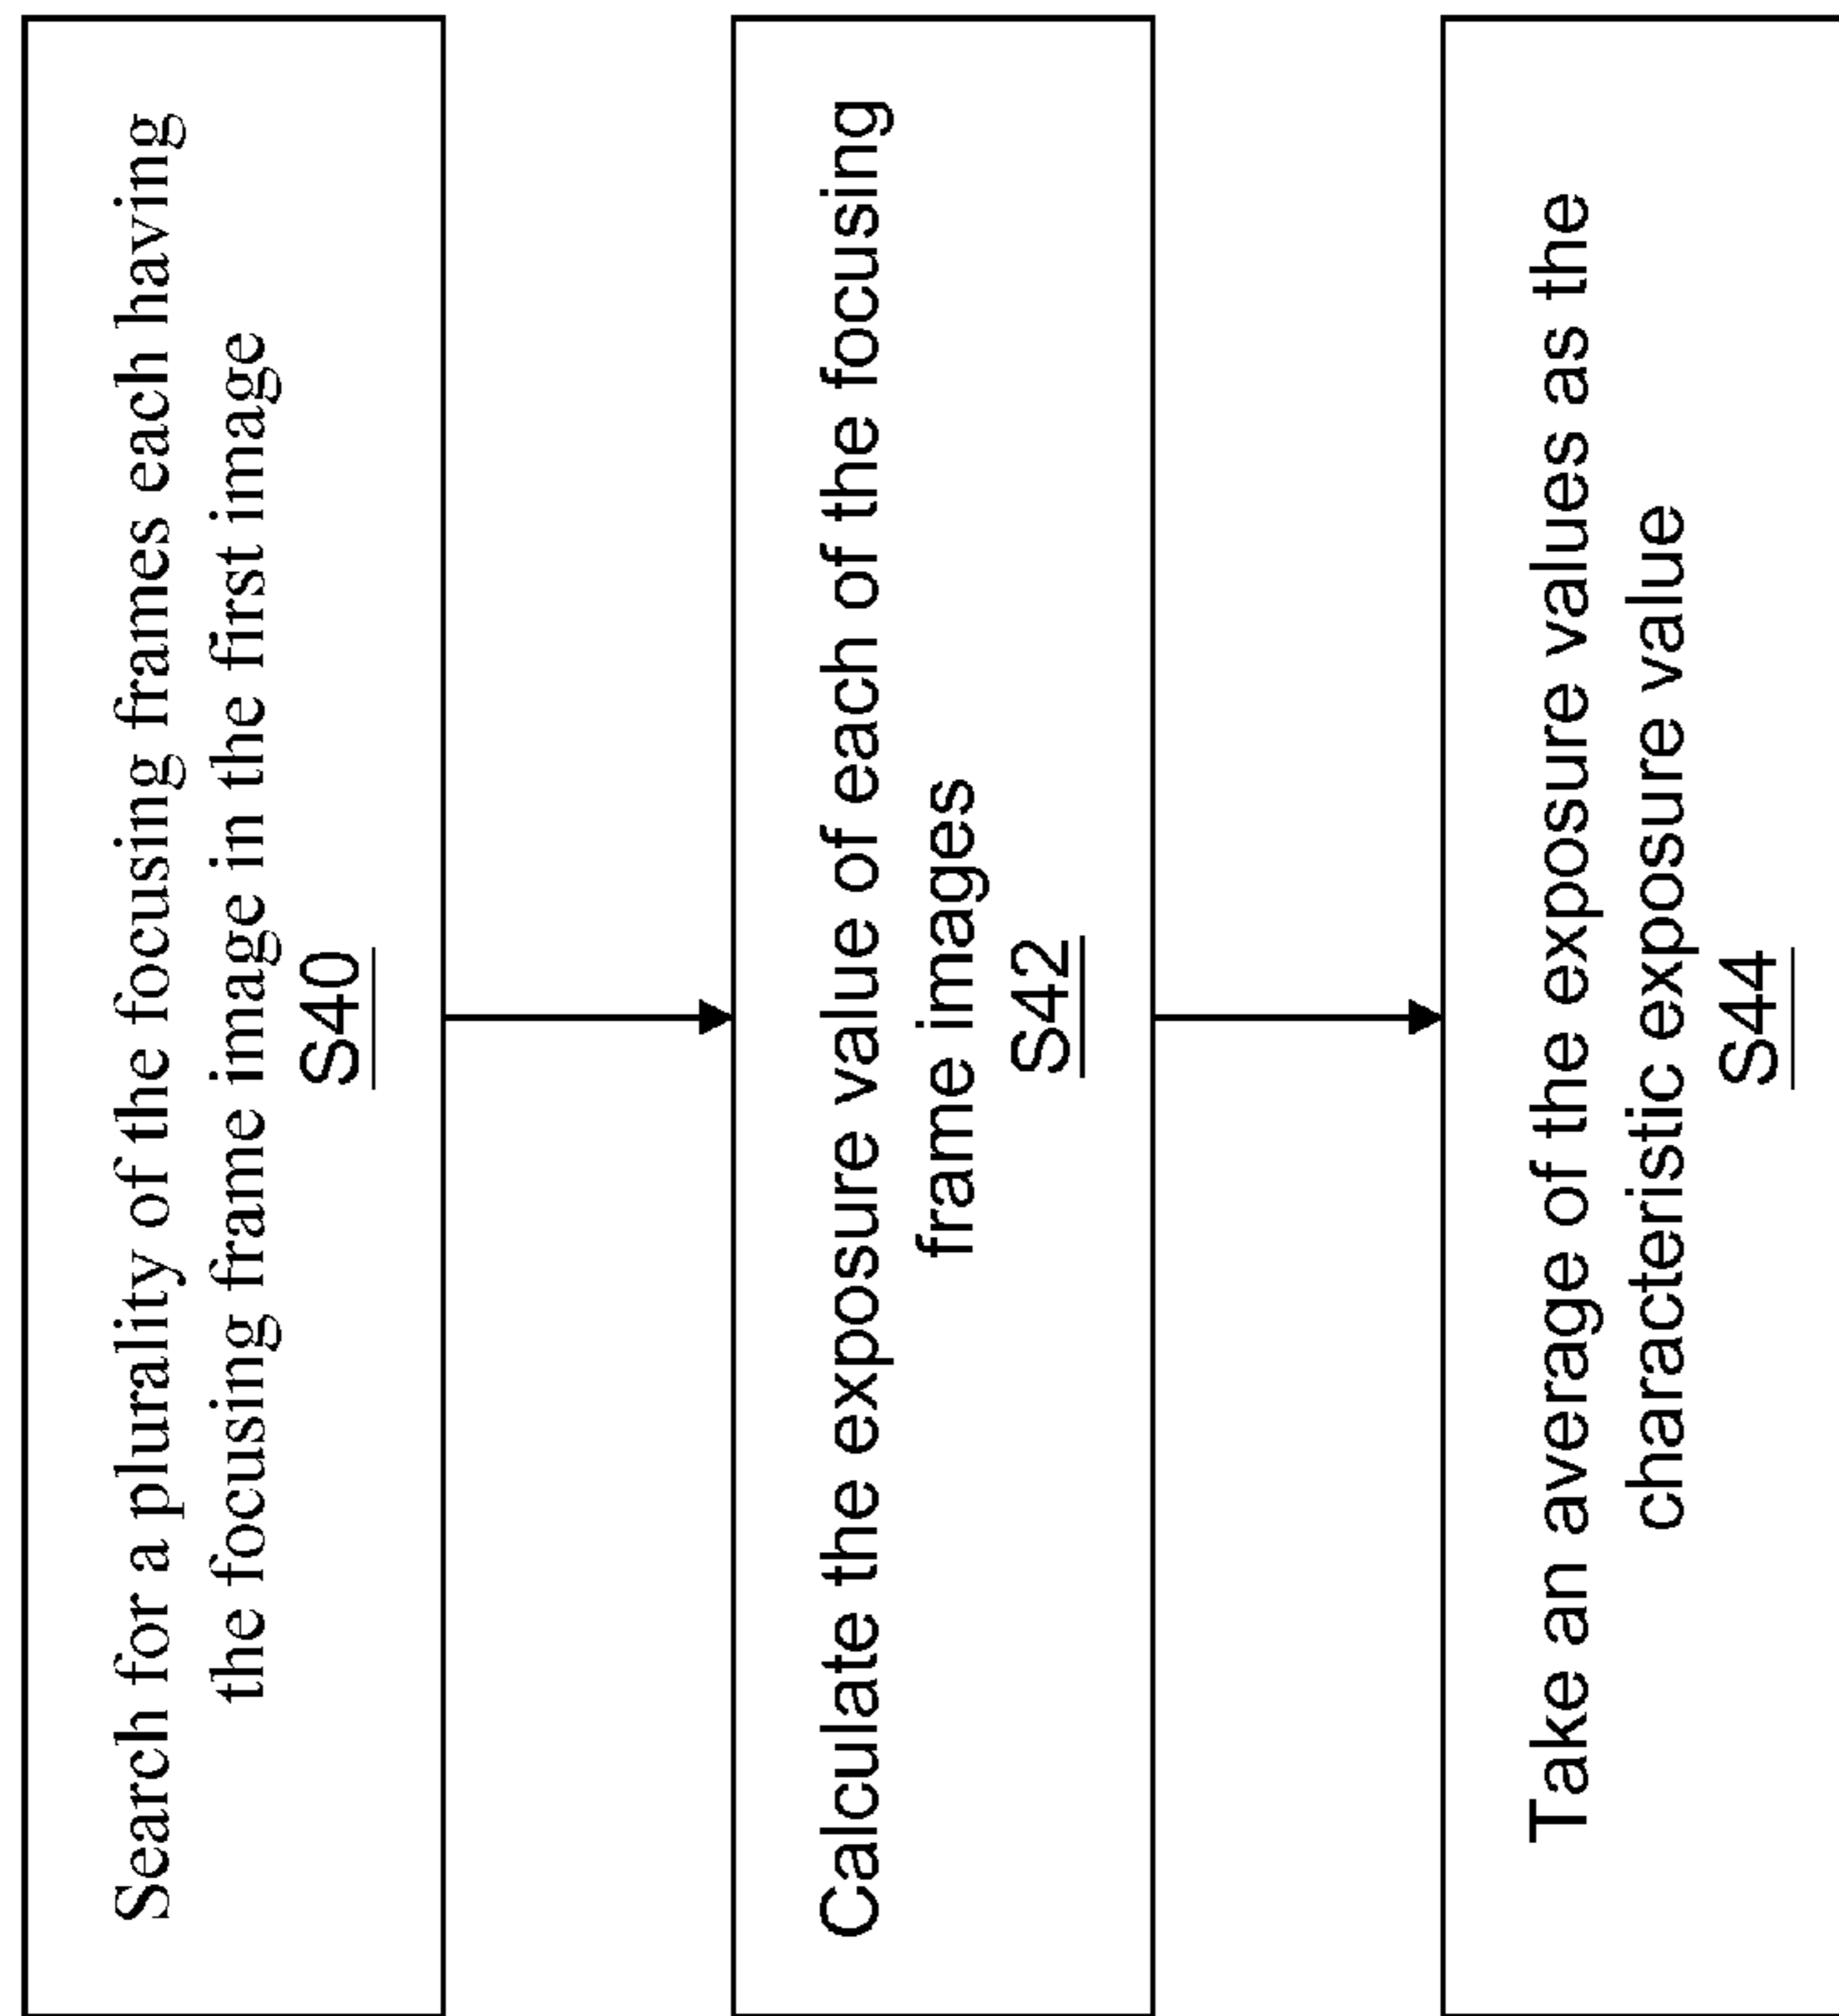 Search for a plurality of the focusing frames each having
the focusing frame image in the first image
S40
Calculate the exposure value of each of the focusing
frame images
S42
Take an average of the exposure values as the
characteristic exposure value
S44